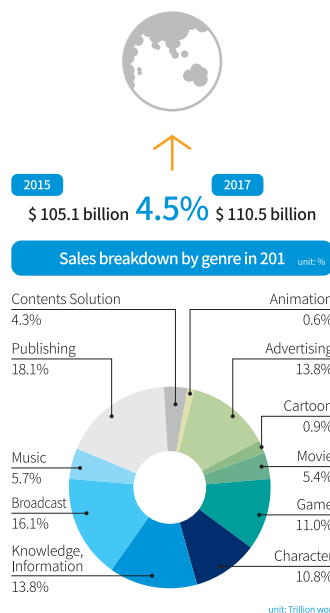 2015
2017
$ 105.1 billion 4.5% $ 110.5 billion
Sales breakdown by genre in 201 unit: %
Contents Solution
4.3%
Animation
0.6%
Publishing
18.1%
Advertising
13.8%
Cartoon
0.9%
Music
5.7%
Movie
5.4%
Broadcast
16.1%
Game
11.0%
Knowledge,
Information
13.8%
Character
10.8%
unit: Trillion wo